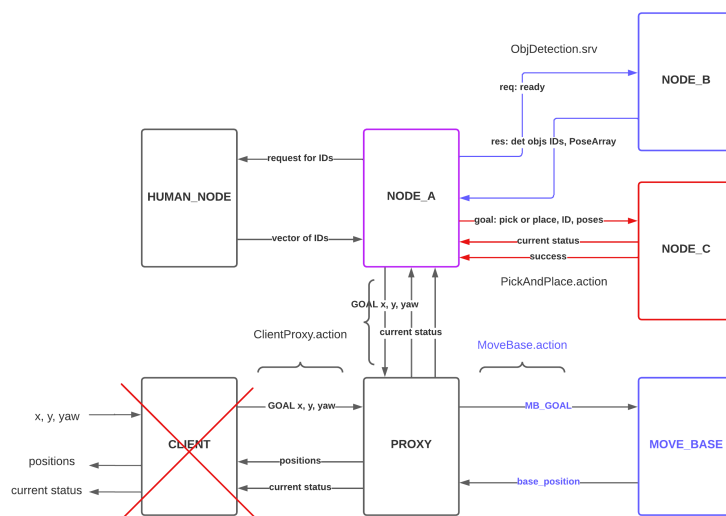 ObjDetection.srv
NODE_B
req: ready
res: det objs IDs, PoseArray
request for IDs
HUMAN_NODE
NODE_A
vector of IDs
goal: pick or place, ID, poses
current status
success
NODE_C
PickAndPlace.action
GOAL x, y, yaw
current status
ClientProxy.action
MoveBase.action
x, y, yaw
GOAL x, y, yaw
MB_GOAL
CLIENT
PROXY
MOVE_BASE
positions
positions
current status
current status
base_position